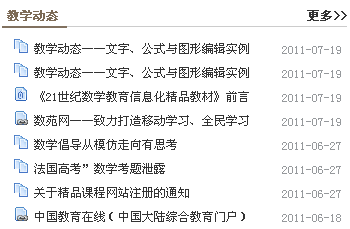 教学动态 更多>>
教学动态——文字、公式与图形编辑实例 2011-07-19
教学动态——文字、公式与图形编辑实例 2011-07-19
《21世纪数学教育信息化精品教材》前言 2011-07-19
数苑网——致力打造移动学习、全民学习 2011-07-19
数学倡导从模仿走向有思考 2011-06-27
法国高考”数学考题泄露 2011-06-27
关于精品课程网站注册的通知 2011-06-27
中国教育在线（中国大陆综合教育门户） 2011-06-18